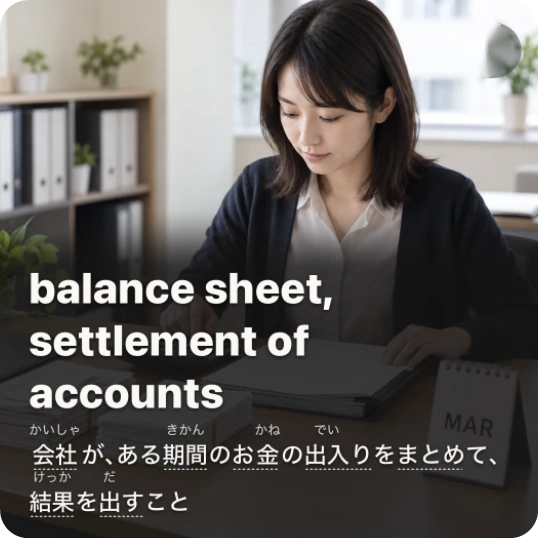 balance sheet,
settlement of
accounts
かいしゃ きかん かね でい
会社が、ある期間のお金の出入りをまとめて、
けっか だ
結果を出すこと
MAR